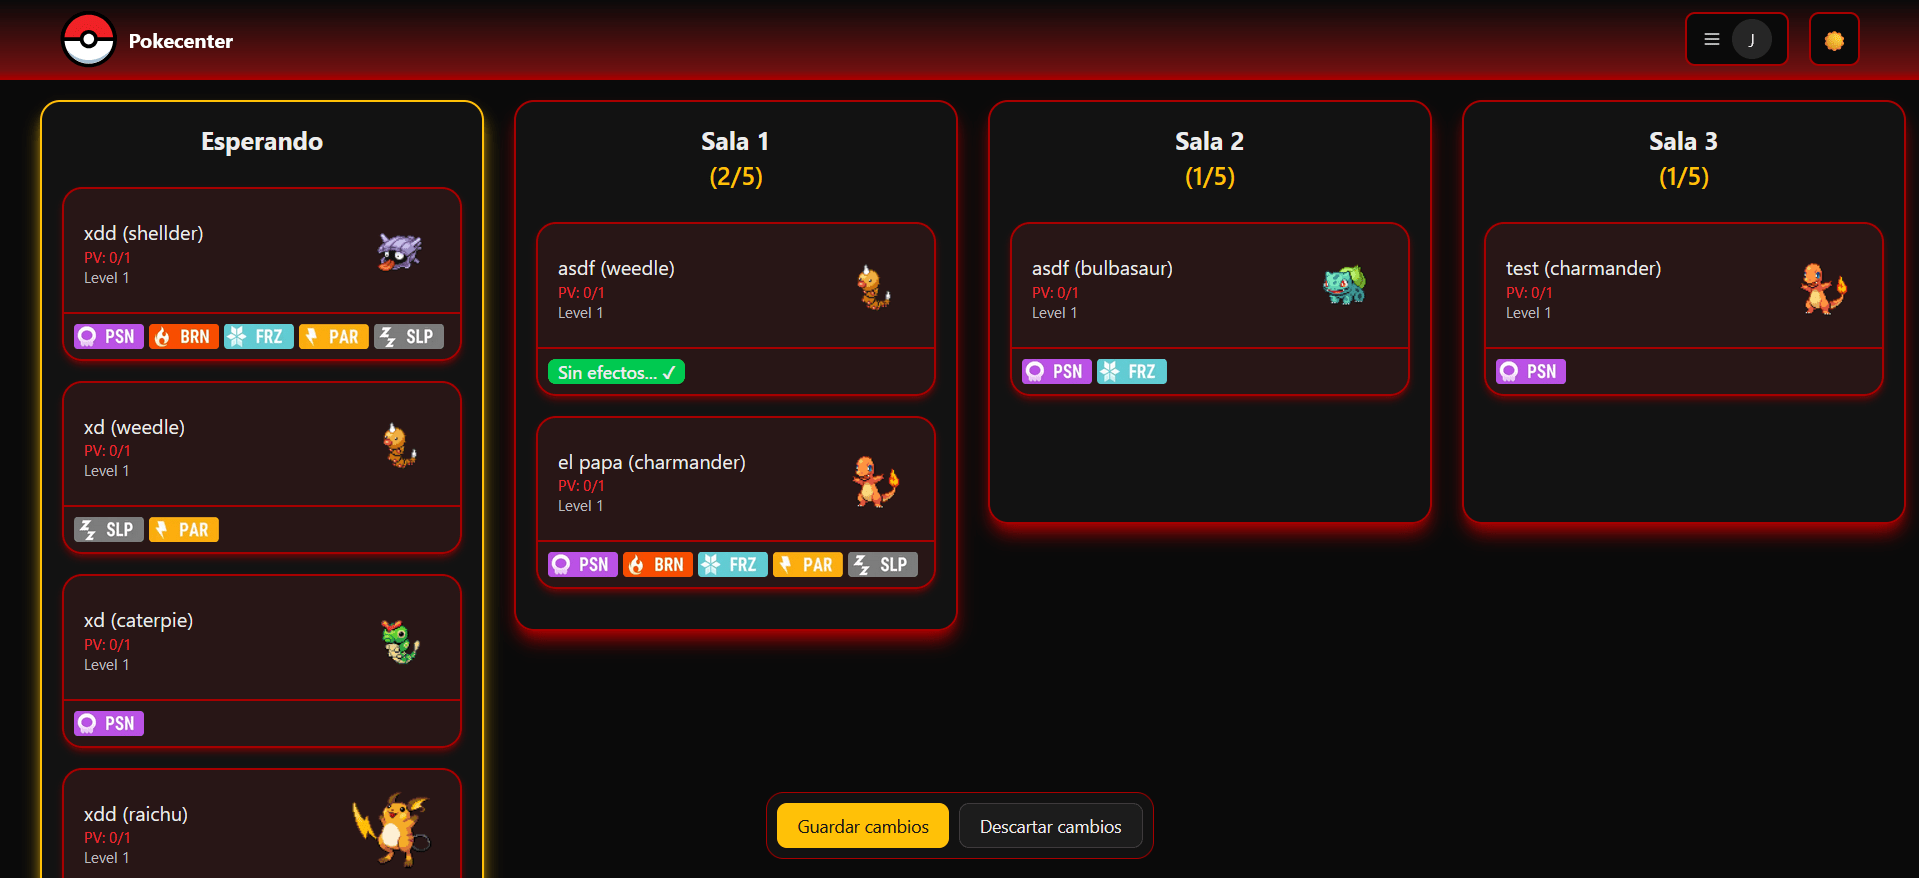 Pokecenter
J
Esperando
xdd (shellder)
PV: 0/1
Level 1
PSN BRN FRZ PAR SLP
xd (weedle)
PV: 0/1
Level 1
SLP PAR
xd (caterpie)
PV: 0/1
Level 1
PSN
xdd (raichu)
PV: 0/1
Level 1
Sala 1
(2/5)
asdf (weedle)
PV: 0/1
Level 1
Sin efectos... ✓
el papa (charmander)
PV: 0/1
Level 1
PSN BRN FRZ PAR SLP
Sala 2
(1/5)
asdf (bulbasaur)
PV: 0/1
Level 1
PSN FRZ
Sala 3
(1/5)
test (charmander)
PV: 0/1
Level 1
PSN
Guardar cambios
Descartar cambios